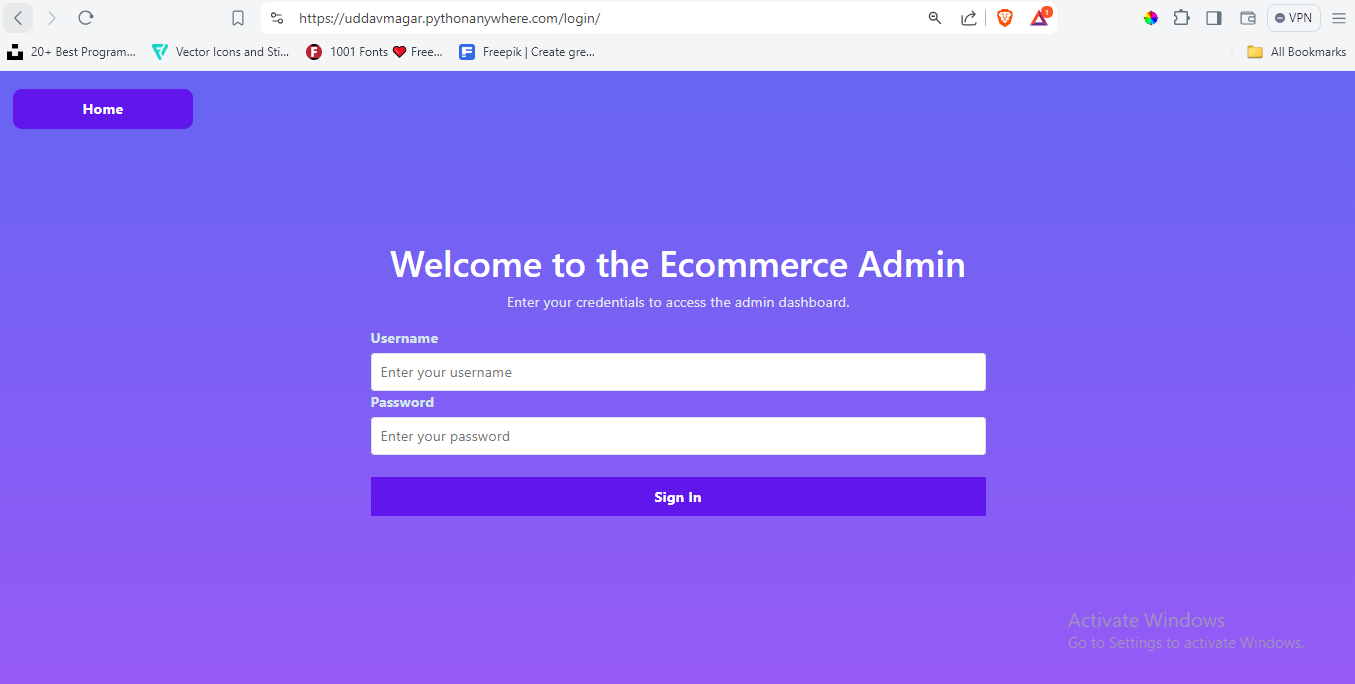 https://uddavmagar.pythonanywhere.com/login/
1
VPN
20+ Best Program...
Vector Icons and Sti...
1001 Fonts ❤ Free...
Freepik | Create gre...
All Bookmarks
Home
Welcome to the Ecommerce Admin
Enter your credentials to access the admin dashboard.
Username
Enter your username
Password
Enter your password
Sign In
Activate Windows
Go to Settings to activate Windows.